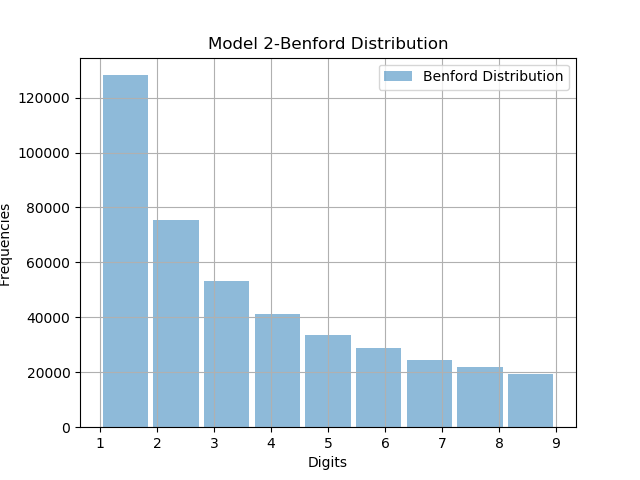 Model 2-Benford Distribution
Benford Distribution
120000
100000
80000
60000
40000
20000
0
Frequencies
1 2 3 4 5 6 7 8 9
Digits